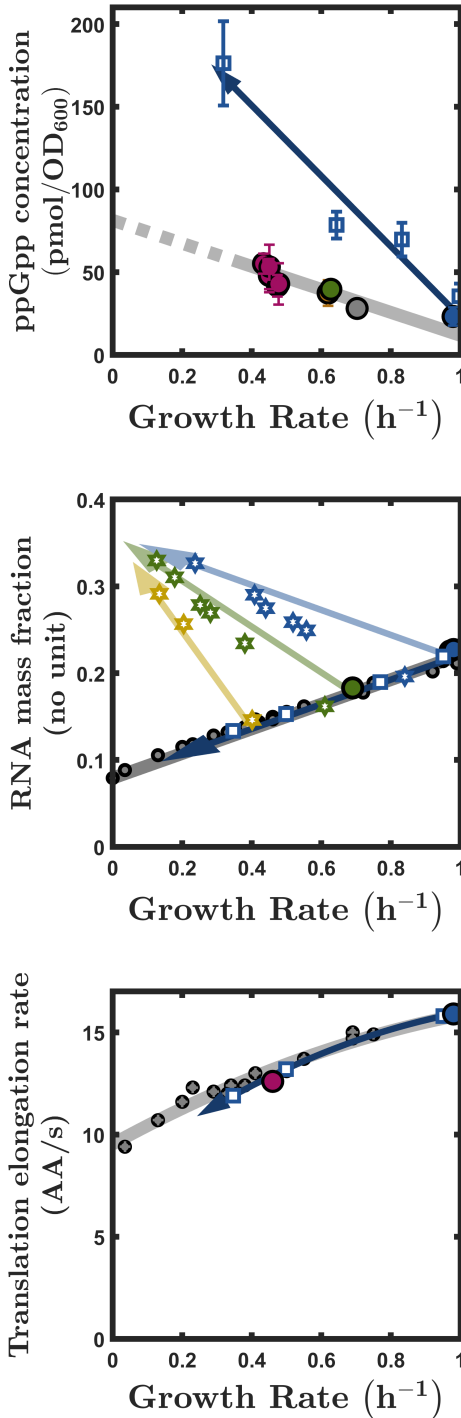 ppGpp concentration
(pmol/OD₆₀₀)
200
150
100
50
0
0 0.2 0.4 0.6 0.8 1
Growth Rate (h⁻¹)
RNA mass fraction
(no unit)
0.4
0.3
0.2
0.1
0
0 0.2 0.4 0.6 0.8 1
Growth Rate (h⁻¹)
Translation elongation rate
(AA/s)
15
10
5
0
0 0.2 0.4 0.6 0.8 1
Growth Rate (h⁻¹)